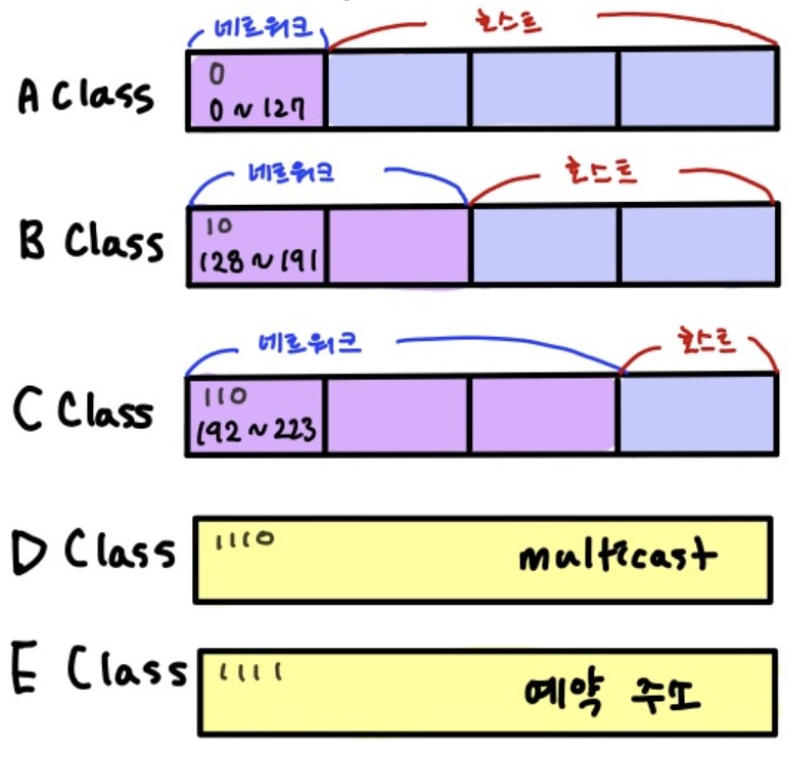 네트워크 호스트
A Class
0
0 ~ 127
네트워크 호스트
B Class
10
128 ~ 191
네트워크 호스트
C Class
110
192 ~ 223
D Class
1110
multicast
E Class
1111
예약 주소